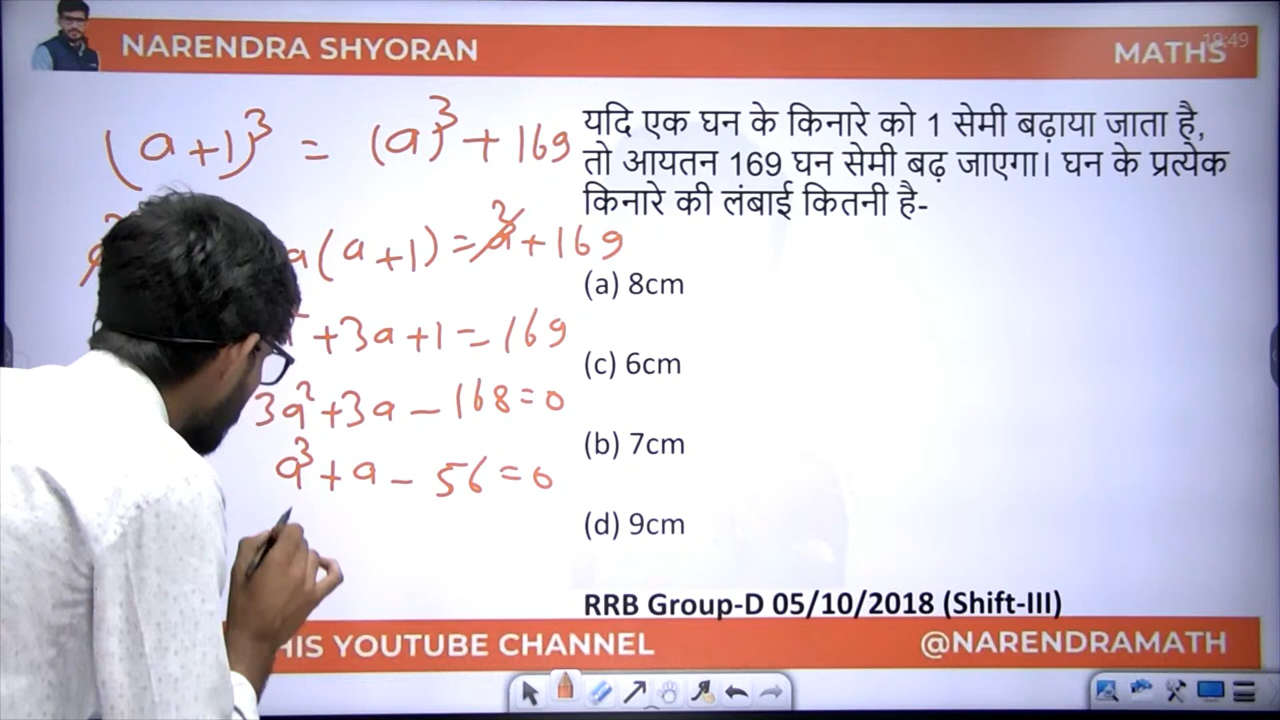 NARENDRA SHYORAN
MATHS
19:49
(a+1)³ = (a)³ + 169
a(a+1) = a³ + 169
+3a+1 = 169
3a²+3a - 168 = 0
a³ + a - 56 = 0
यदि एक घन के किनारे को 1 सेमी बढ़ाया जाता है,
तो आयतन 169 घन सेमी बढ़ जाएगा। घन के प्रत्येक
किनारे की लंबाई कितनी है-
(a) 8cm
(c) 6cm
(b) 7cm
(d) 9cm
RRB Group-D 05/10/2018 (Shift-III)
HIS YOUTUBE CHANNEL
@NARENDRAMATH